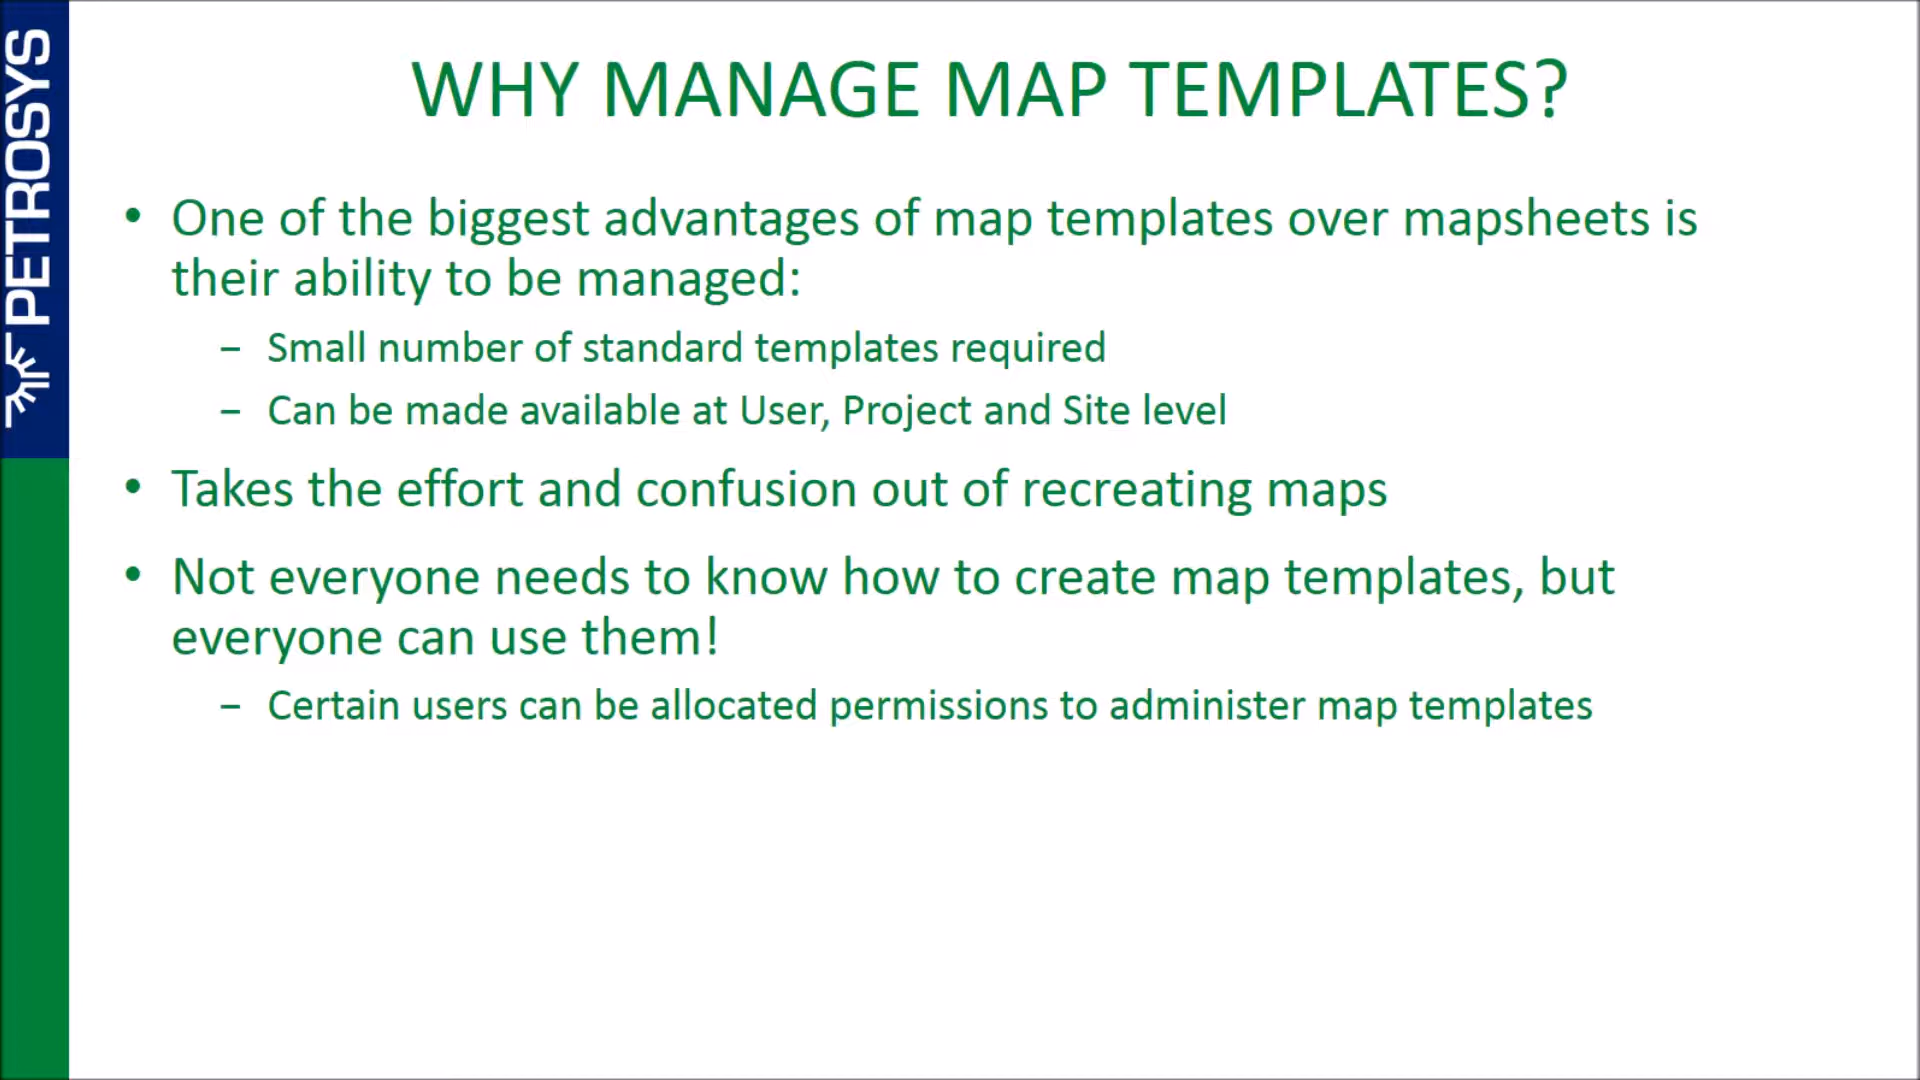 PETROSYS
WHY MANAGE MAP TEMPLATES?
• One of the biggest advantages of map templates over mapsheets is
their ability to be managed:
– Small number of standard templates required
– Can be made available at User, Project and Site level
• Takes the effort and confusion out of recreating maps
• Not everyone needs to know how to create map templates, but
everyone can use them!
– Certain users can be allocated permissions to administer map templates